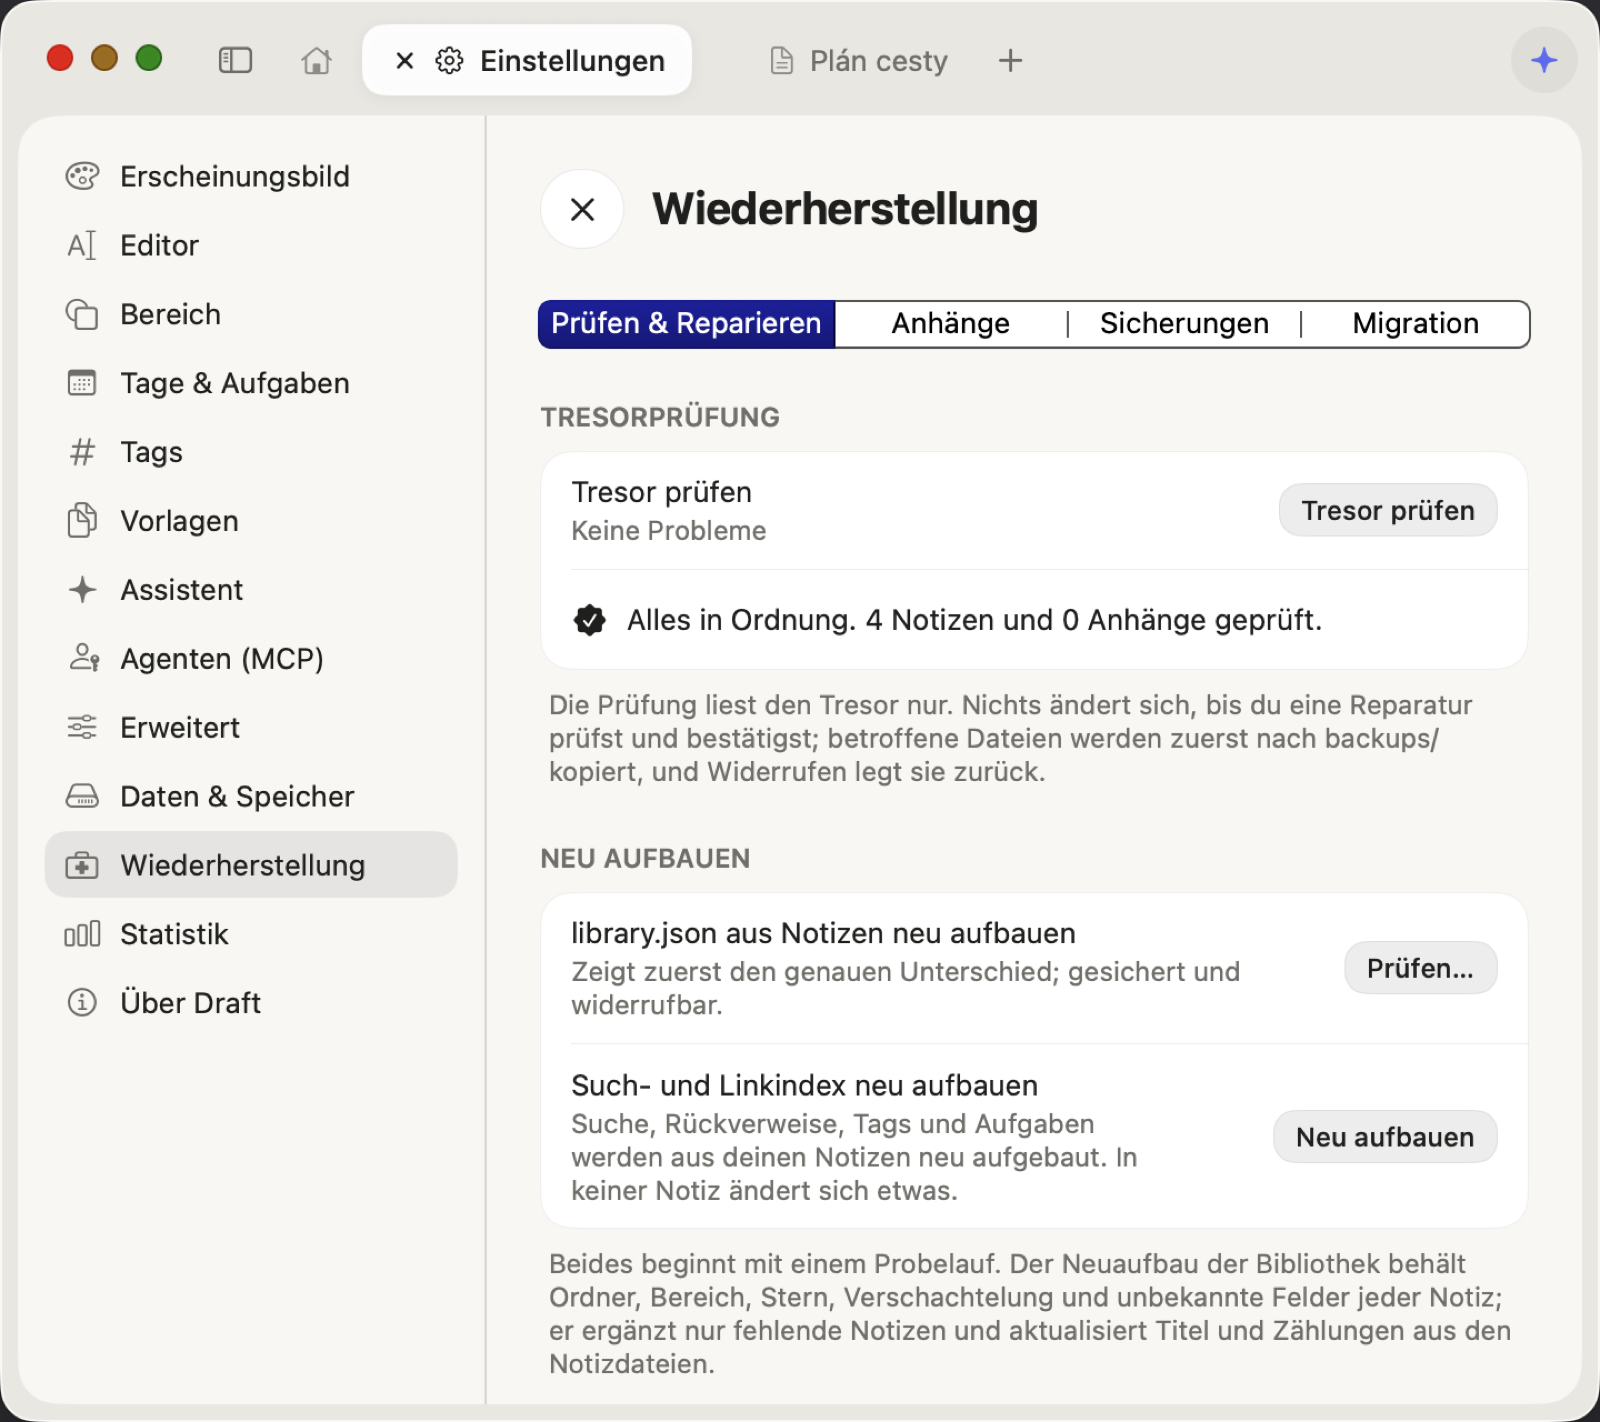 Einstellungen
Plán cesty
Erscheinungsbild
Editor
Bereich
Tage & Aufgaben
Tags
Vorlagen
Assistent
Agenten (MCP)
Erweitert
Daten & Speicher
Wiederherstellung
Statistik
Über Draft
Wiederherstellung
Prüfen & Reparieren
Anhänge
Sicherungen
Migration
TRESORPRÜFUNG
Tresor prüfen
Keine Probleme
Tresor prüfen
Alles in Ordnung. 4 Notizen und 0 Anhänge geprüft.
Die Prüfung liest den Tresor nur. Nichts ändert sich, bis du eine Reparatur
prüfst und bestätigst; betroffene Dateien werden zuerst nach backups/
kopiert, und Widerrufen legt sie zurück.
NEU AUFBAUEN
library.json aus Notizen neu aufbauen
Zeigt zuerst den genauen Unterschied; gesichert und
widerrufbar.
Prüfen...
Such- und Linkindex neu aufbauen
Suche, Rückverweise, Tags und Aufgaben
werden aus deinen Notizen neu aufgebaut. In
keiner Notiz ändert sich etwas.
Neu aufbauen
Beides beginnt mit einem Probelauf. Der Neuaufbau der Bibliothek behält
Ordner, Bereich, Stern, Verschachtelung und unbekannte Felder jeder Notiz;
er ergänzt nur fehlende Notizen und aktualisiert Titel und Zählungen aus den
Notizdateien.